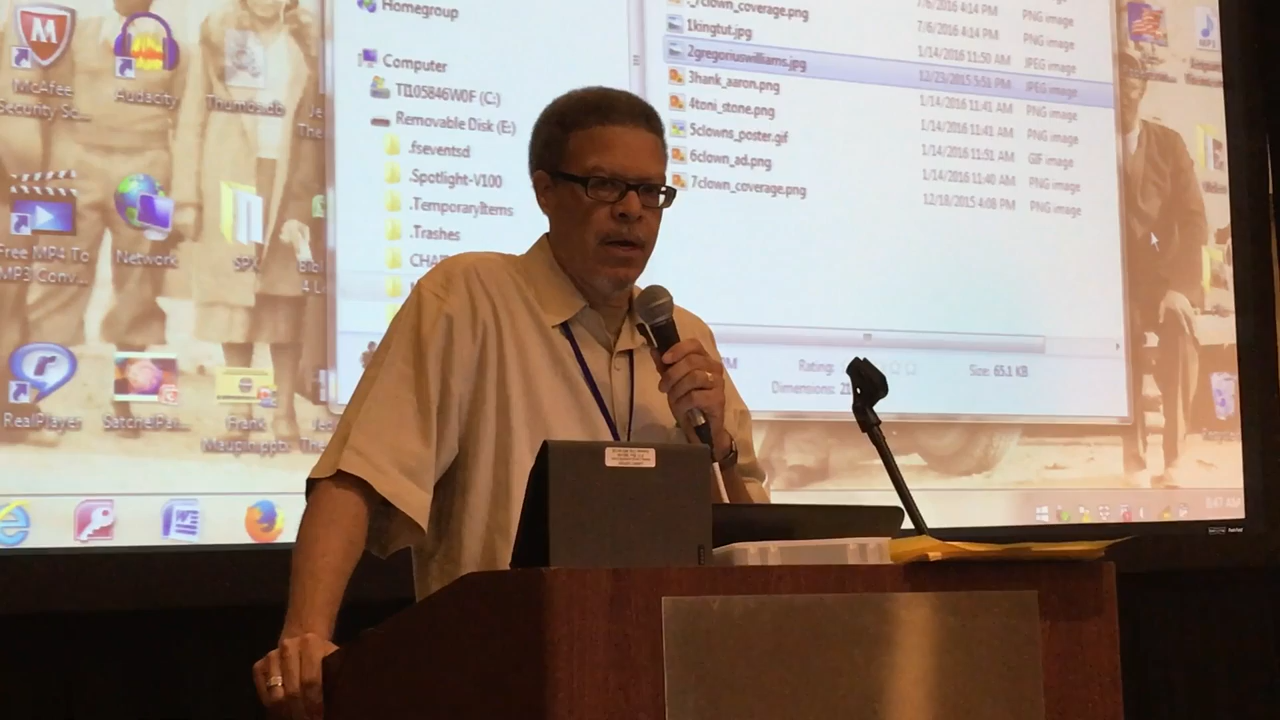 McAfee
Security Sc...
Audacity
Thumbs.db
Free MP4 To
MP3 Conv...
Network
SPX
RealPlayer
SatchelPai...
Frank
Maupin.pptx
Homegroup
Computer
TI105846W0F (C:)
Removable Disk (E:)
.fseventsd
.Spotlight-V100
.TemporaryItems
.Trashes
._7clown_coverage.png
7/6/2016 4:14 PM
PNG image
1kingtut.jpg
7/6/2016 4:14 PM
PNG image
2gregoriuswilliams.jpg
1/14/2016 11:50 AM
JPEG image
3hank_aaron.png
12/23/2015 5:51 PM
JPEG image
4toni_stone.png
1/14/2016 11:41 AM
PNG image
5clowns_poster.gif
1/14/2016 11:41 AM
PNG image
6clown_ad.png
1/14/2016 11:51 AM
GIF image
7clown_coverage.png
1/14/2016 11:40 AM
PNG image
12/18/2015 4:08 PM
PNG image
Rating:
Dimensions:
Size: 65.1 KB
MP3